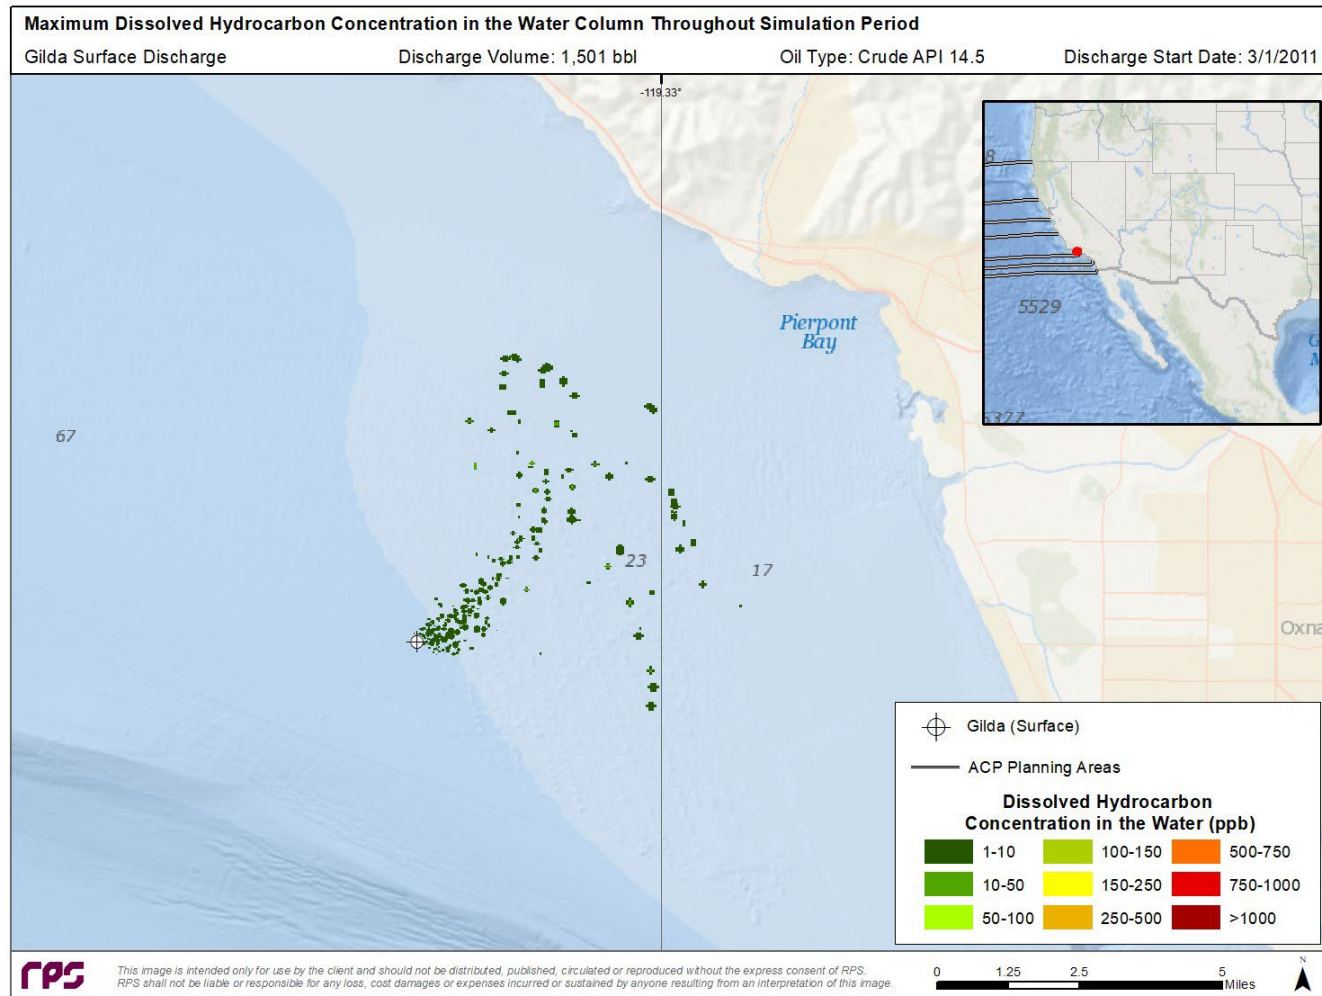 Maximum Dissolved Hydrocarbon Concentration in the Water Column Throughout Simulation Period
Gilda Surface Discharge Discharge Volume: 1,501 bbl Oil Type: Crude API 14.5 Discharge Start Date: 3/1/2011
-119.33°
8
5529
6377
Pierpont
Bay
67
23
17
Oxna
Gilda (Surface)
ACP Planning Areas
Dissolved Hydrocarbon
Concentration in the Water (ppb)
1-10 100-150 500-750
10-50 150-250 750-1000
50-100 250-500 >1000
rps
This image is intended only for use by the client and should not be distributed, published, circulated or reproduced without the express consent of RPS.
RPS shall not be liable or responsible for any loss, cost damages or expenses incurred or sustained by anyone resulting from an interpretation of this image.
0 1.25 2.5 5
Miles
N